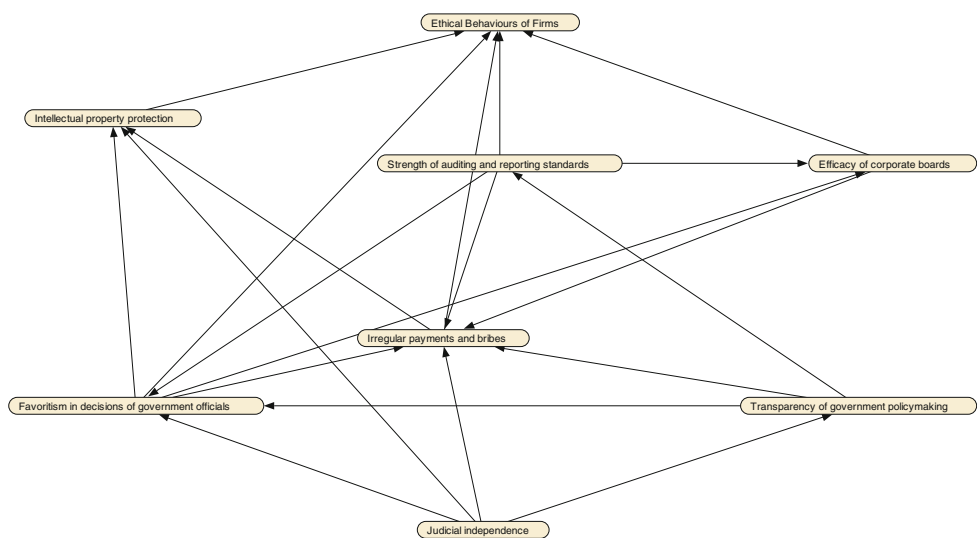 Ethical Behaviours of Firms
Intellectual property protection
Strength of auditing and reporting standards
Efficacy of corporate boards
Irregular payments and bribes
Favoritism in decisions of government officials
Transparency of government policymaking
Judicial independence